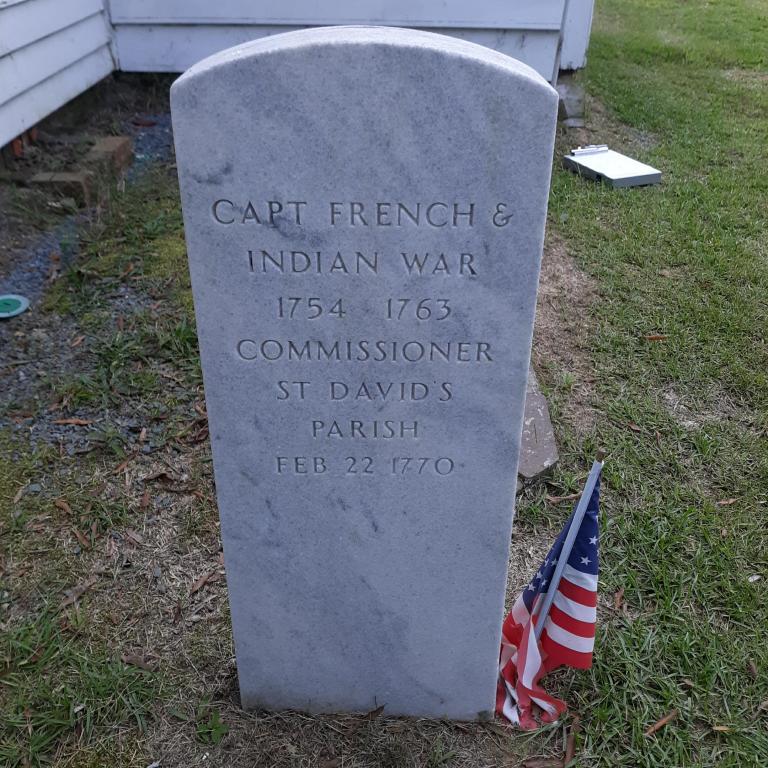 CAPT FRENCH &
INDIAN WAR
1754 1763
COMMISSIONER
ST DAVID'S
PARISH
FEB 22 1770